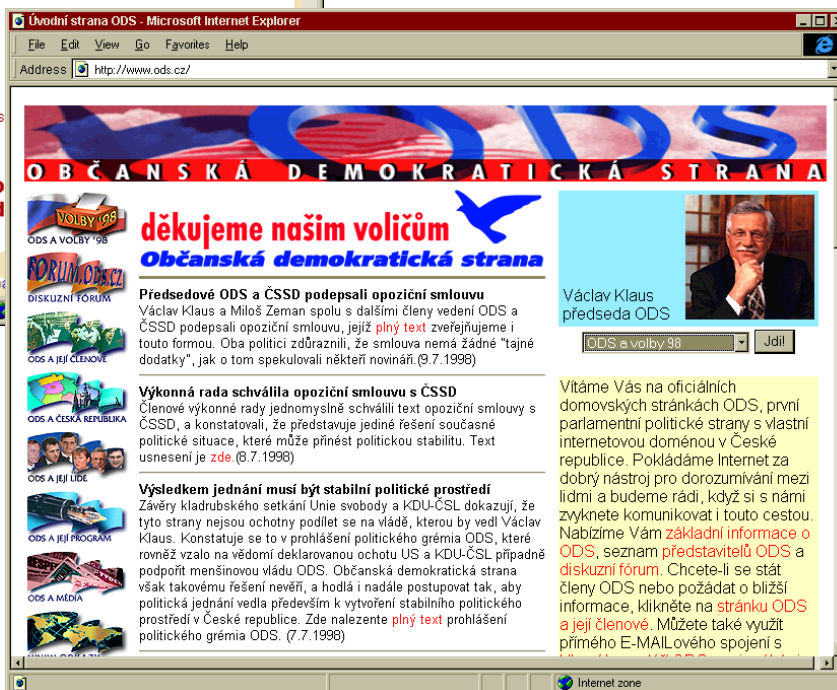 Úvodní strana ODS - Microsoft Internet Explorer
File Edit View Go Favorites Help
Address http://www.ods.cz/
ODS
OBČANSKÁ DEMOKRATICKÁ STRANA
VOLBY '98
ODS A VOLBY '98
FORUM.ODS.CZ
DISKUZNÍ FÓRUM
ODS A JEJÍ ČLENOVÉ
ODS A ČESKÁ REPUBLIKA
ODS A JEJÍ LIDÉ
ODS A JEJÍ PROGRAM
ODS A MÉDIA
WWW ODKAZY
děkujeme našim voličům
Občanská demokratická strana
Předsedové ODS a ČSSD podepsali opoziční smlouvu
Václav Klaus a Miloš Zeman spolu s dalšími členy vedení ODS a
ČSSD podepsali opoziční smlouvu, jejíž plný text zveřejňujeme i
touto formou. Oba politici zdůraznili, že smlouva nemá žádné "tajné
dodatky", jak o tom spekulovali někteří novináři.(9.7.1998)
Výkonná rada schválila opoziční smlouvu s ČSSD
Členové výkonné rady jednomyslně schválili text opoziční smlouvy s
ČSSD, a konstatovali, že představuje jediné řešení současné
politické situace, které může přinést politickou stabilitu. Text
usnesení je zde.(8.7.1998)
Výsledkem jednání musí být stabilní politické prostředí
Závěry kladrubského setkání Unie svobody a KDU-ČSL dokazují, že
tyto strany nejsou ochotny podílet se na vládě, kterou by vedl Václav
Klaus. Konstatuje se to v prohlášení politického grémia ODS, které
rovněž vzalo na vědomí deklarovanou ochotu US a KDU-ČSL případně
podpořit menšinovou vládu ODS. Občanská demokratická strana
však takovému řešení nevěří, a hodlá i nadále postupovat tak, aby
politická jednání vedla především k vytvoření stabilního politického
prostředí v České republice. Zde nalezente plný text prohlášení
politického grémia ODS. (7.7.1998)
Václav Klaus
předseda ODS
ODS a volby 98 Jdi!
Vítáme Vás na oficiálních
domovských stránkách ODS, první
parlamentní politické strany s vlastní
internetovou doménou v České
republice. Pokládáme Internet za
dobrý nástroj pro dorozumívání mezi
lidmi a budeme rádi, když si s námi
zvyknete komunikovat i touto cestou.
Nabízíme Vám základní informace o
ODS, seznam představitelů ODS a
diskuzní fórum. Chcete-li se stát
členy ODS nebo požádat o bližší
informace, klikněte na stránku ODS
a její členové. Můžete také využít
přímého E-MAILového spojení s
Internet zone